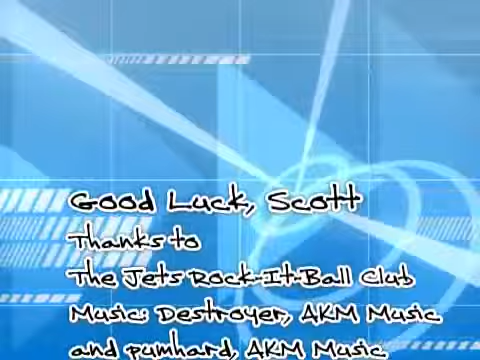 Good Luck, Scott
Thanks to
The Jets Rock-It-Ball Club
Music: Destroyer, AKM Music
and pumhard, AKM Music